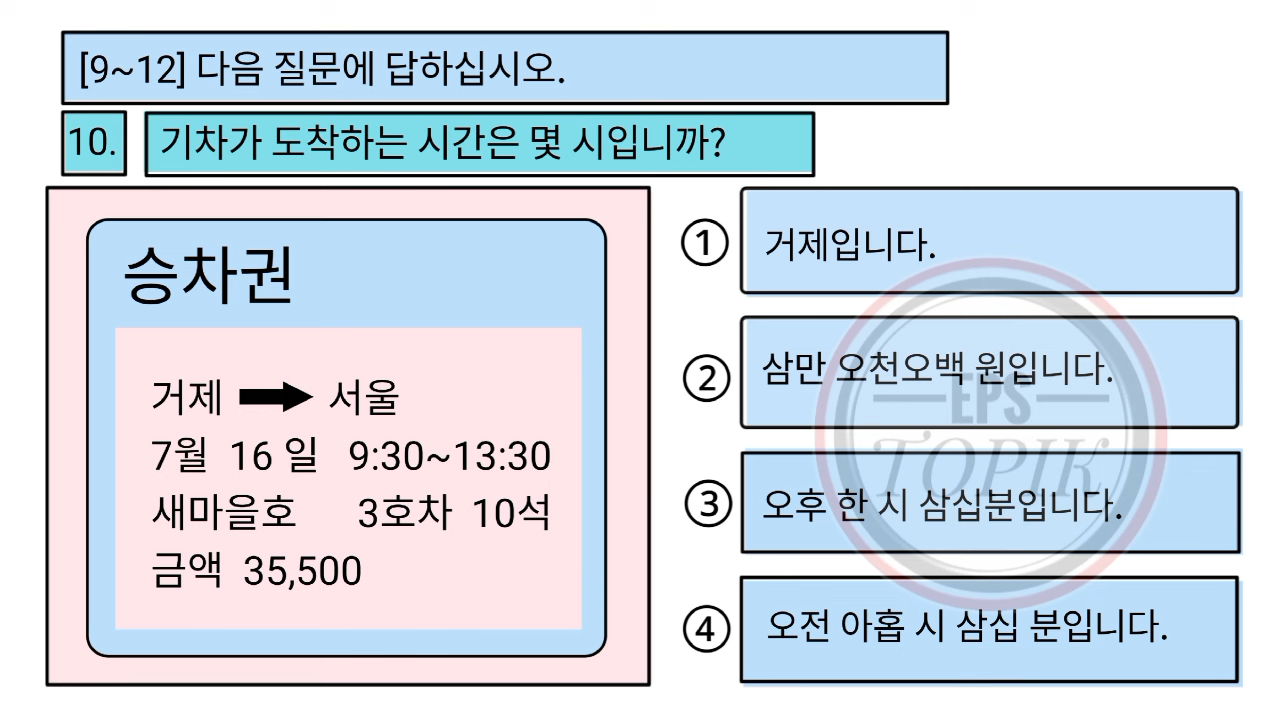 [9~12] 다음 질문에 답하십시오.
10. 기차가 도착하는 시간은 몇 시입니까?
승차권
거제 ➡ 서울
7월 16 일 9:30~13:30
새마을호 3호차 10석
금액 35,500
① 거제입니다.
② 삼만 오천오백 원입니다.
③ 오후 한 시 삼십분입니다.
④ 오전 아홉 시 삼십 분입니다.
EPS
TOPIK